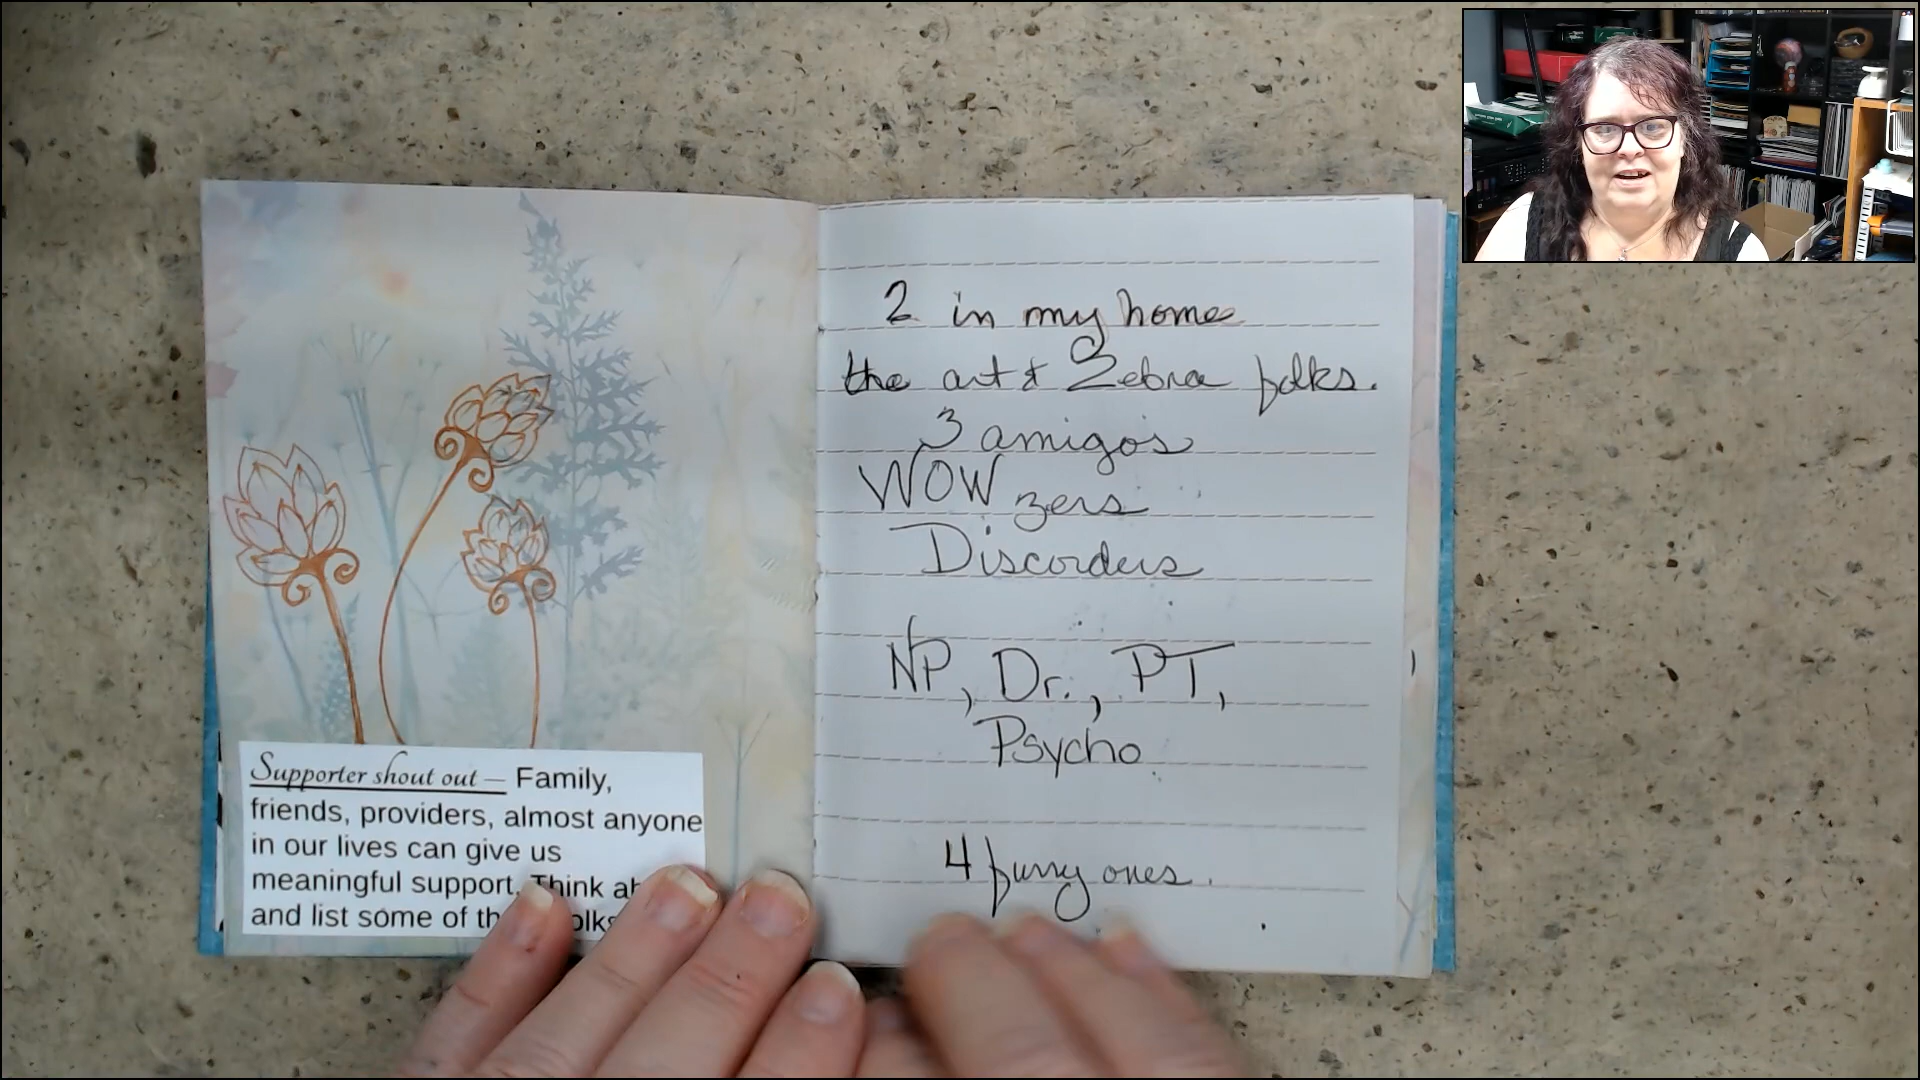 Supporter shout out — Family,
friends, providers, almost anyone
in our lives can give us
meaningful support. Think
and list some of
2 in my home
the art & Zebra folks.
3 amigos
WOW zers
Discorders
NP, Dr., PT,
Psycho
4 furry ones.